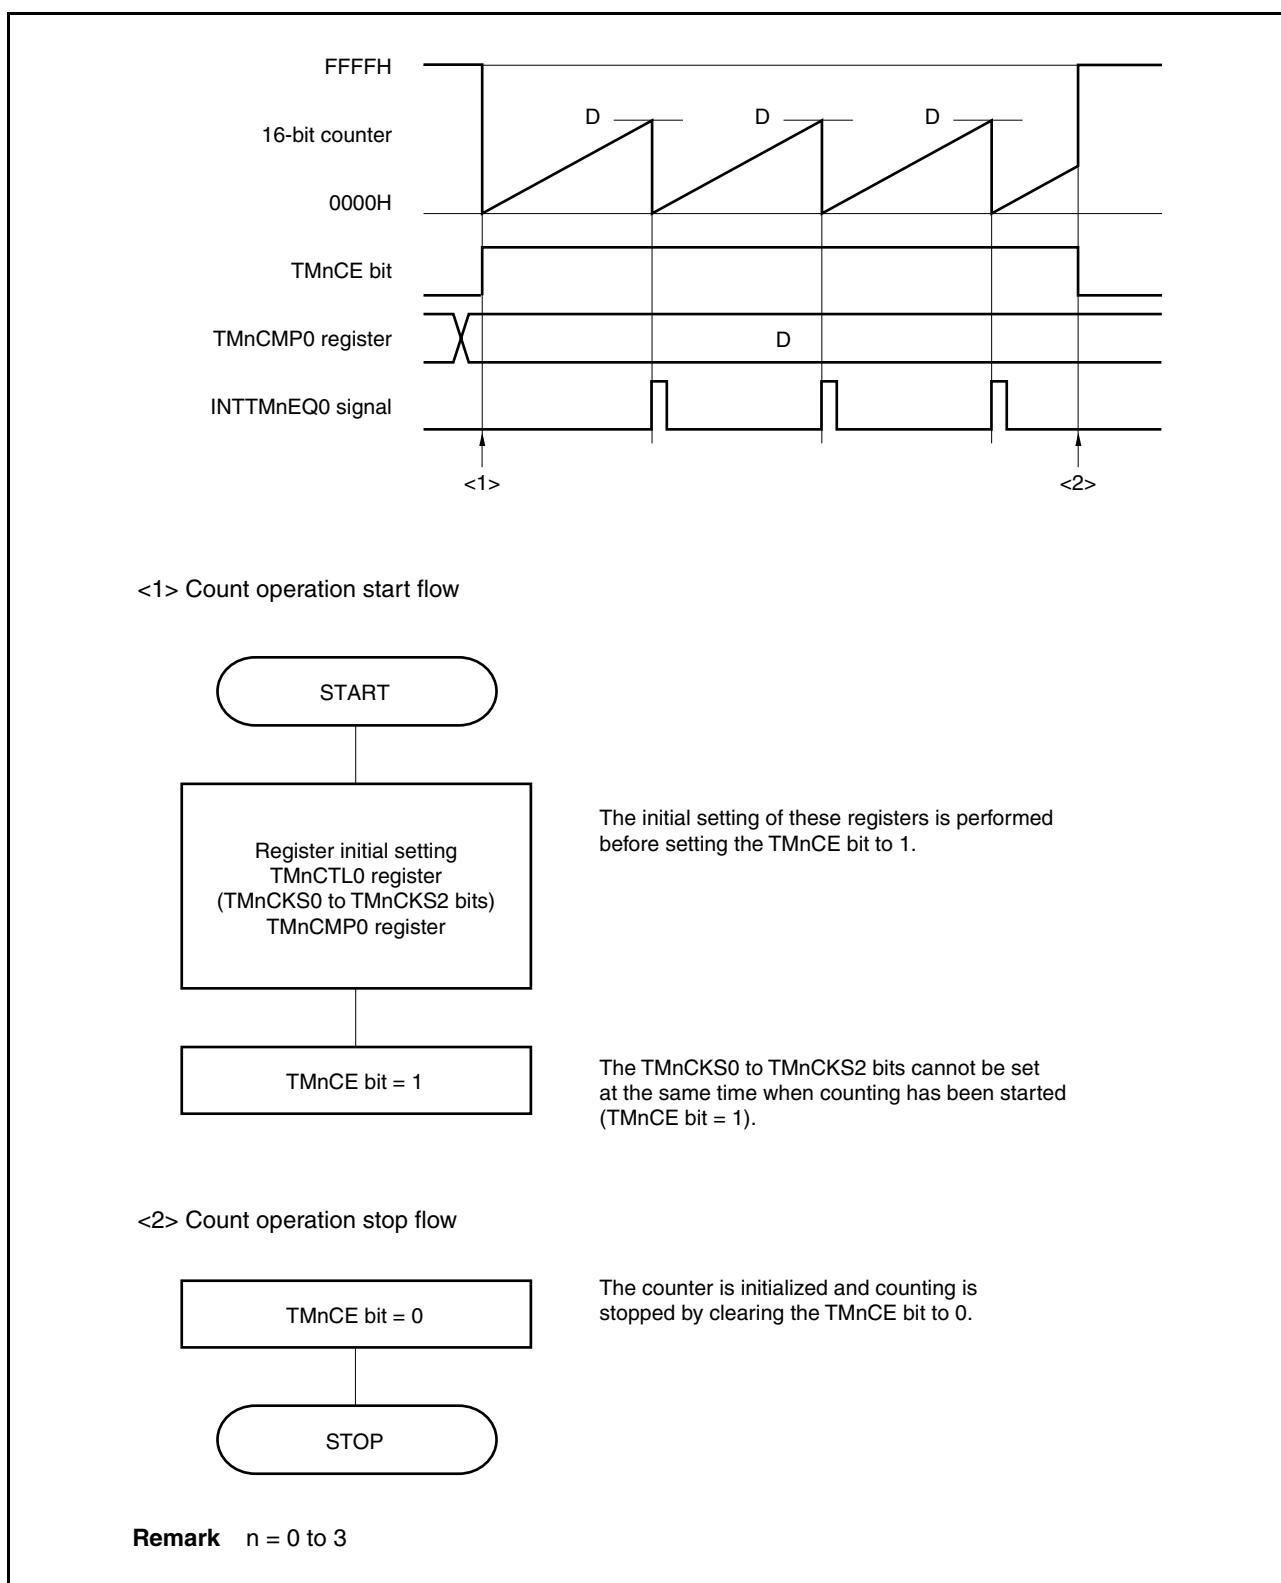 FFFFH
D D D
16-bit counter
0000H
TMnCE bit
TMnCMP0 register D
INTTMnEQ0 signal
<1> <2>
<1> Count operation start flow
START
Register initial setting
TMnCTL0 register
(TMnCKS0 to TMnCKS2 bits)
TMnCMP0 register
The initial setting of these registers is performed
before setting the TMnCE bit to 1.
TMnCE bit = 1
The TMnCKS0 to TMnCKS2 bits cannot be set
at the same time when counting has been started
(TMnCE bit = 1).
<2> Count operation stop flow
TMnCE bit = 0
The counter is initialized and counting is
stopped by clearing the TMnCE bit to 0.
STOP
Remark n = 0 to 3